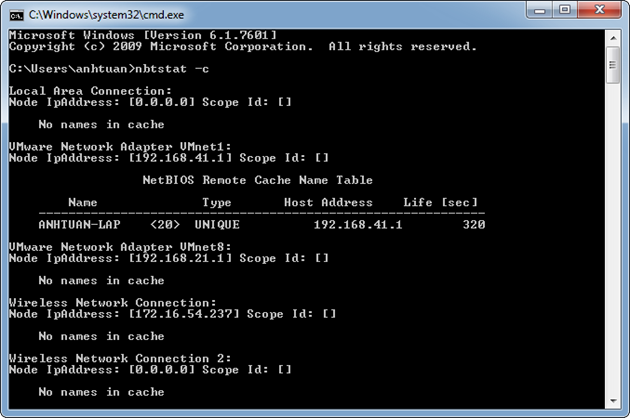 C:\Windows\system32\cmd.exe
Microsoft Windows [Version 6.1.7601]
Copyright (c) 2009 Microsoft Corporation.  All rights reserved.
C:\Users\anhtuan>nbtstat -c
Local Area Connection:
Node IpAddress: [0.0.0.0] Scope Id: []
No names in cache
VMware Network Adapter VMnet1:
Node IpAddress: [192.168.41.1] Scope Id: []
NetBIOS Remote Cache Name Table
Name Type Host Address Life [sec]
------------------------------------------------------------
ANHTUAN-LAP <20> UNIQUE 192.168.41.1 320
VMware Network Adapter VMnet8:
Node IpAddress: [192.168.21.1] Scope Id: []
No names in cache
Wireless Network Connection:
Node IpAddress: [172.16.54.237] Scope Id: []
No names in cache
Wireless Network Connection 2:
Node IpAddress: [0.0.0.0] Scope Id: []
No names in cache